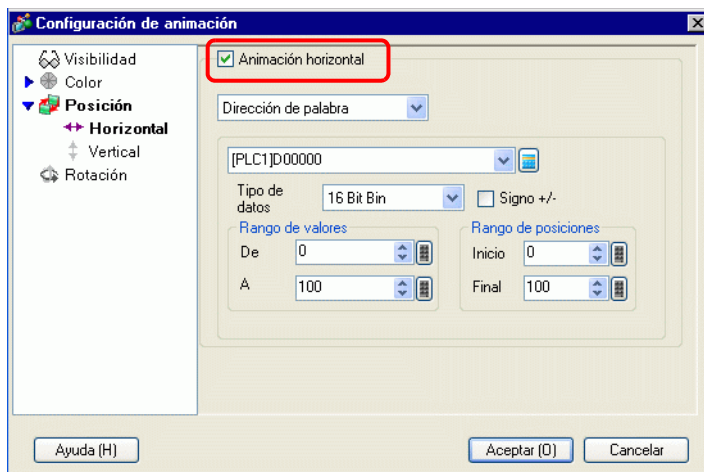 Configuración de animación
Visibilidad
Color
Posición
Horizontal
Vertical
Rotación
Animación horizontal
Dirección de palabra
[PLC1]D00000
Tipo de datos 16 Bit Bin Signo +/-
Rango de valores
De 0
A 100
Rango de posiciones
Inicio 0
Final 100
Ayuda (H) Aceptar (O) Cancelar